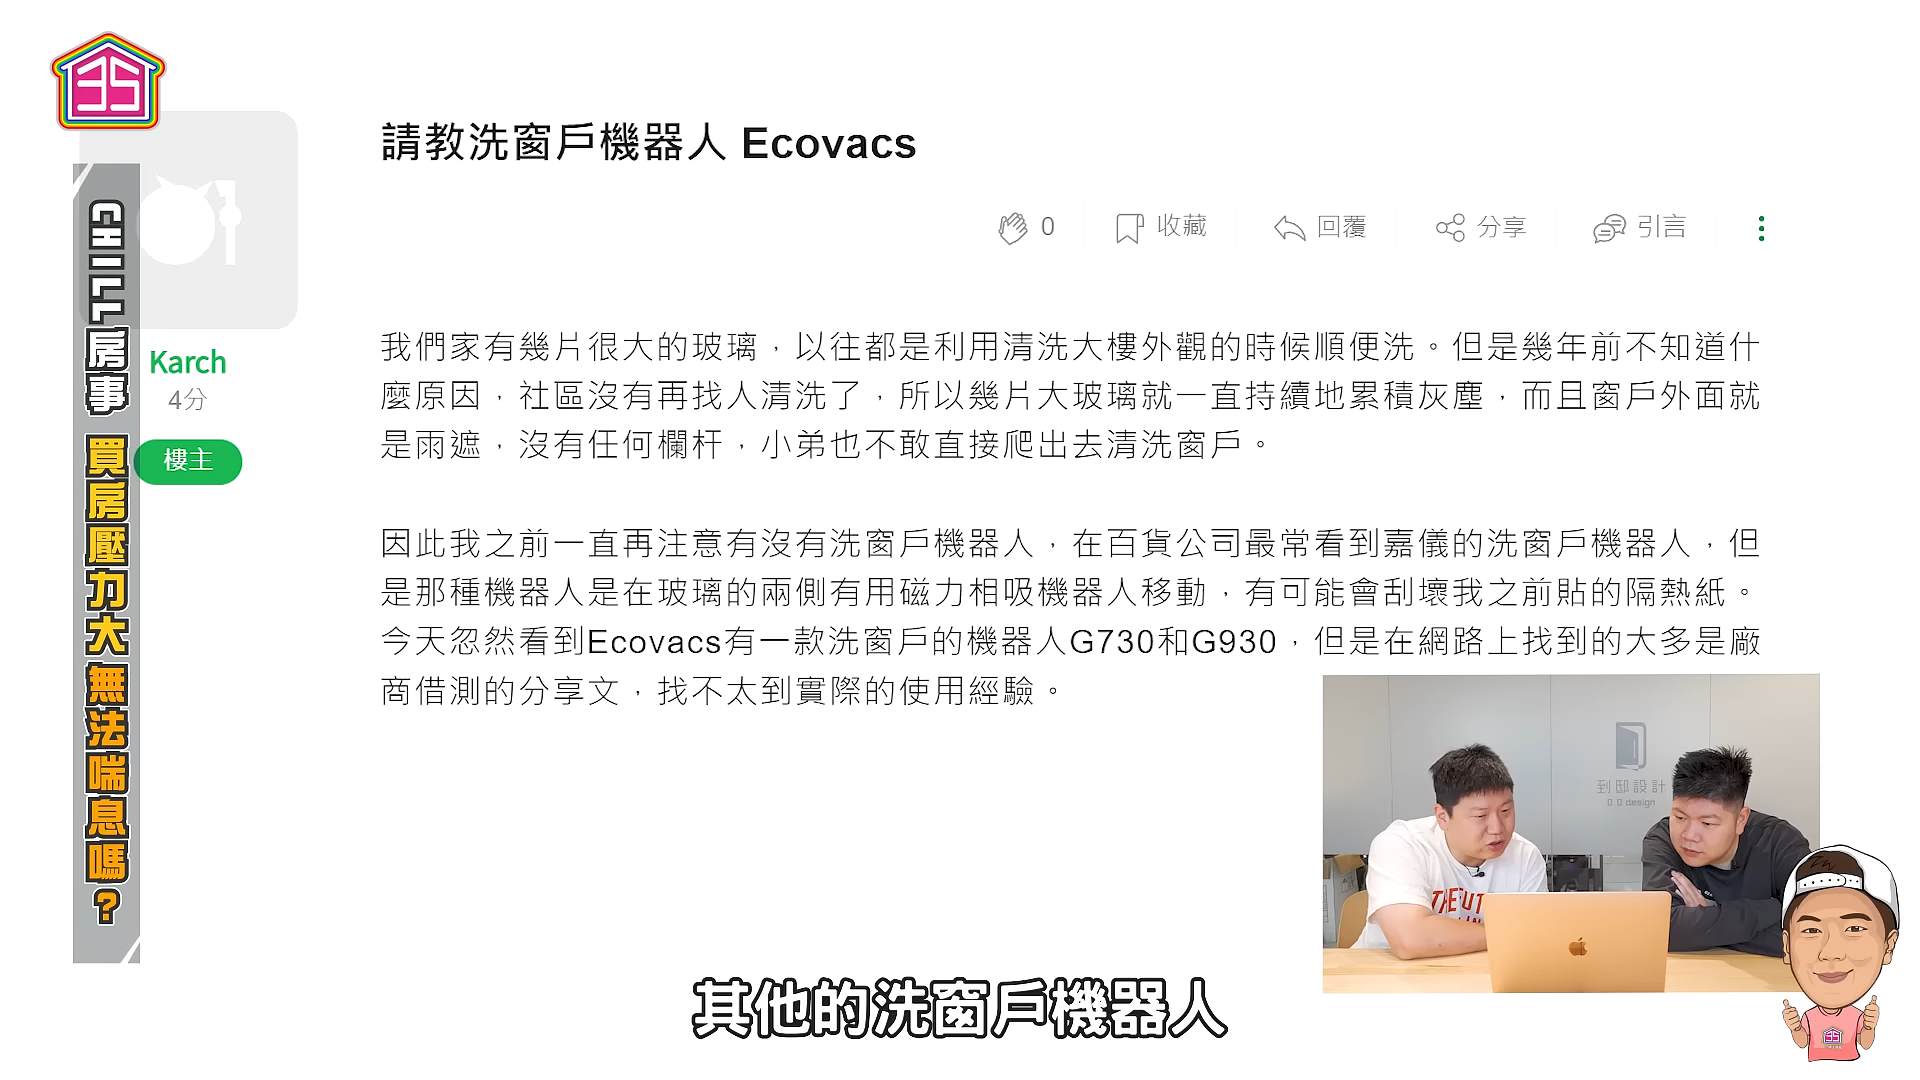 35
請教洗窗戶機器人 Ecovacs
0
收藏
回覆
分享
引言
CHILL房事 買房壓力大無法喘息嗎?
Karch
4分
樓主
我們家有幾片很大的玻璃，以往都是利用清洗大樓外觀的時候順便洗。但是幾年前不知道什
麼原因，社區沒有再找人清洗了，所以幾片大玻璃就一直持續地累積灰塵，而且窗戶外面就
是雨遮，沒有任何欄杆，小弟也不敢直接爬出去清洗窗戶。
因此我之前一直再注意有沒有洗窗戶機器人，在百貨公司最常看到嘉儀的洗窗戶機器人，但
是那種機器人是在玻璃的兩側有用磁力相吸機器人移動，有可能會刮壞我之前貼的隔熱紙。
今天忽然看到Ecovacs有一款洗窗戶的機器人G730和G930，但是在網路上找到的大多是廠
商借測的分享文，找不太到實際的使用經驗。
到邸設計
D.D design
其他的洗窗戶機器人